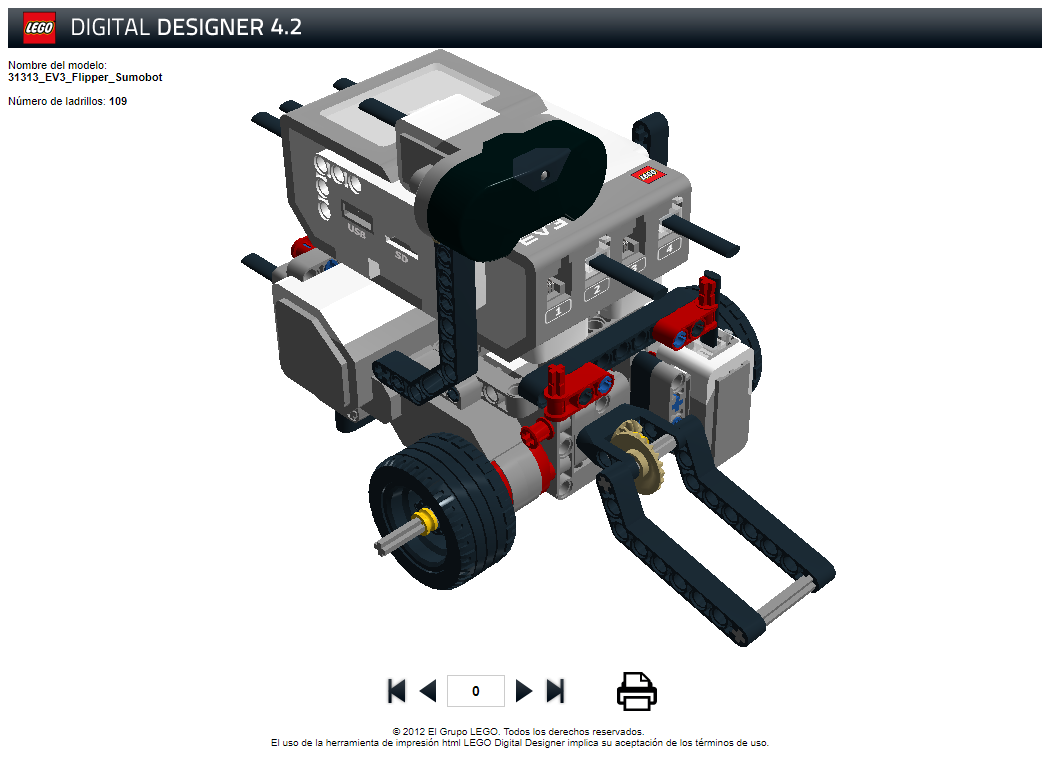 LEGO
DIGITAL DESIGNER 4.2
Nombre del modelo:
31313_EV3_Flipper_Sumobot
Número de ladrillos: 109
LEGO
USB
SD
EV3
1
2
3
4
0
© 2012 El Grupo LEGO. Todos los derechos reservados.
El uso de la herramienta de impresión html LEGO Digital Designer implica su aceptación de los términos de uso.